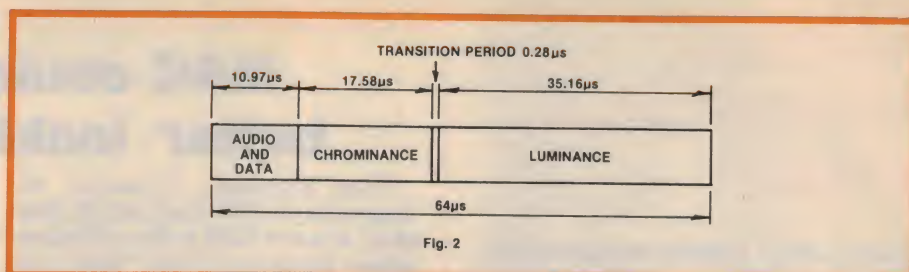 TRANSITION PERIOD 0.28µs
10.97µs 17.58µs 35.16µs
AUDIO
AND
DATA
CHROMINANCE
LUMINANCE
64µs
Fig. 2